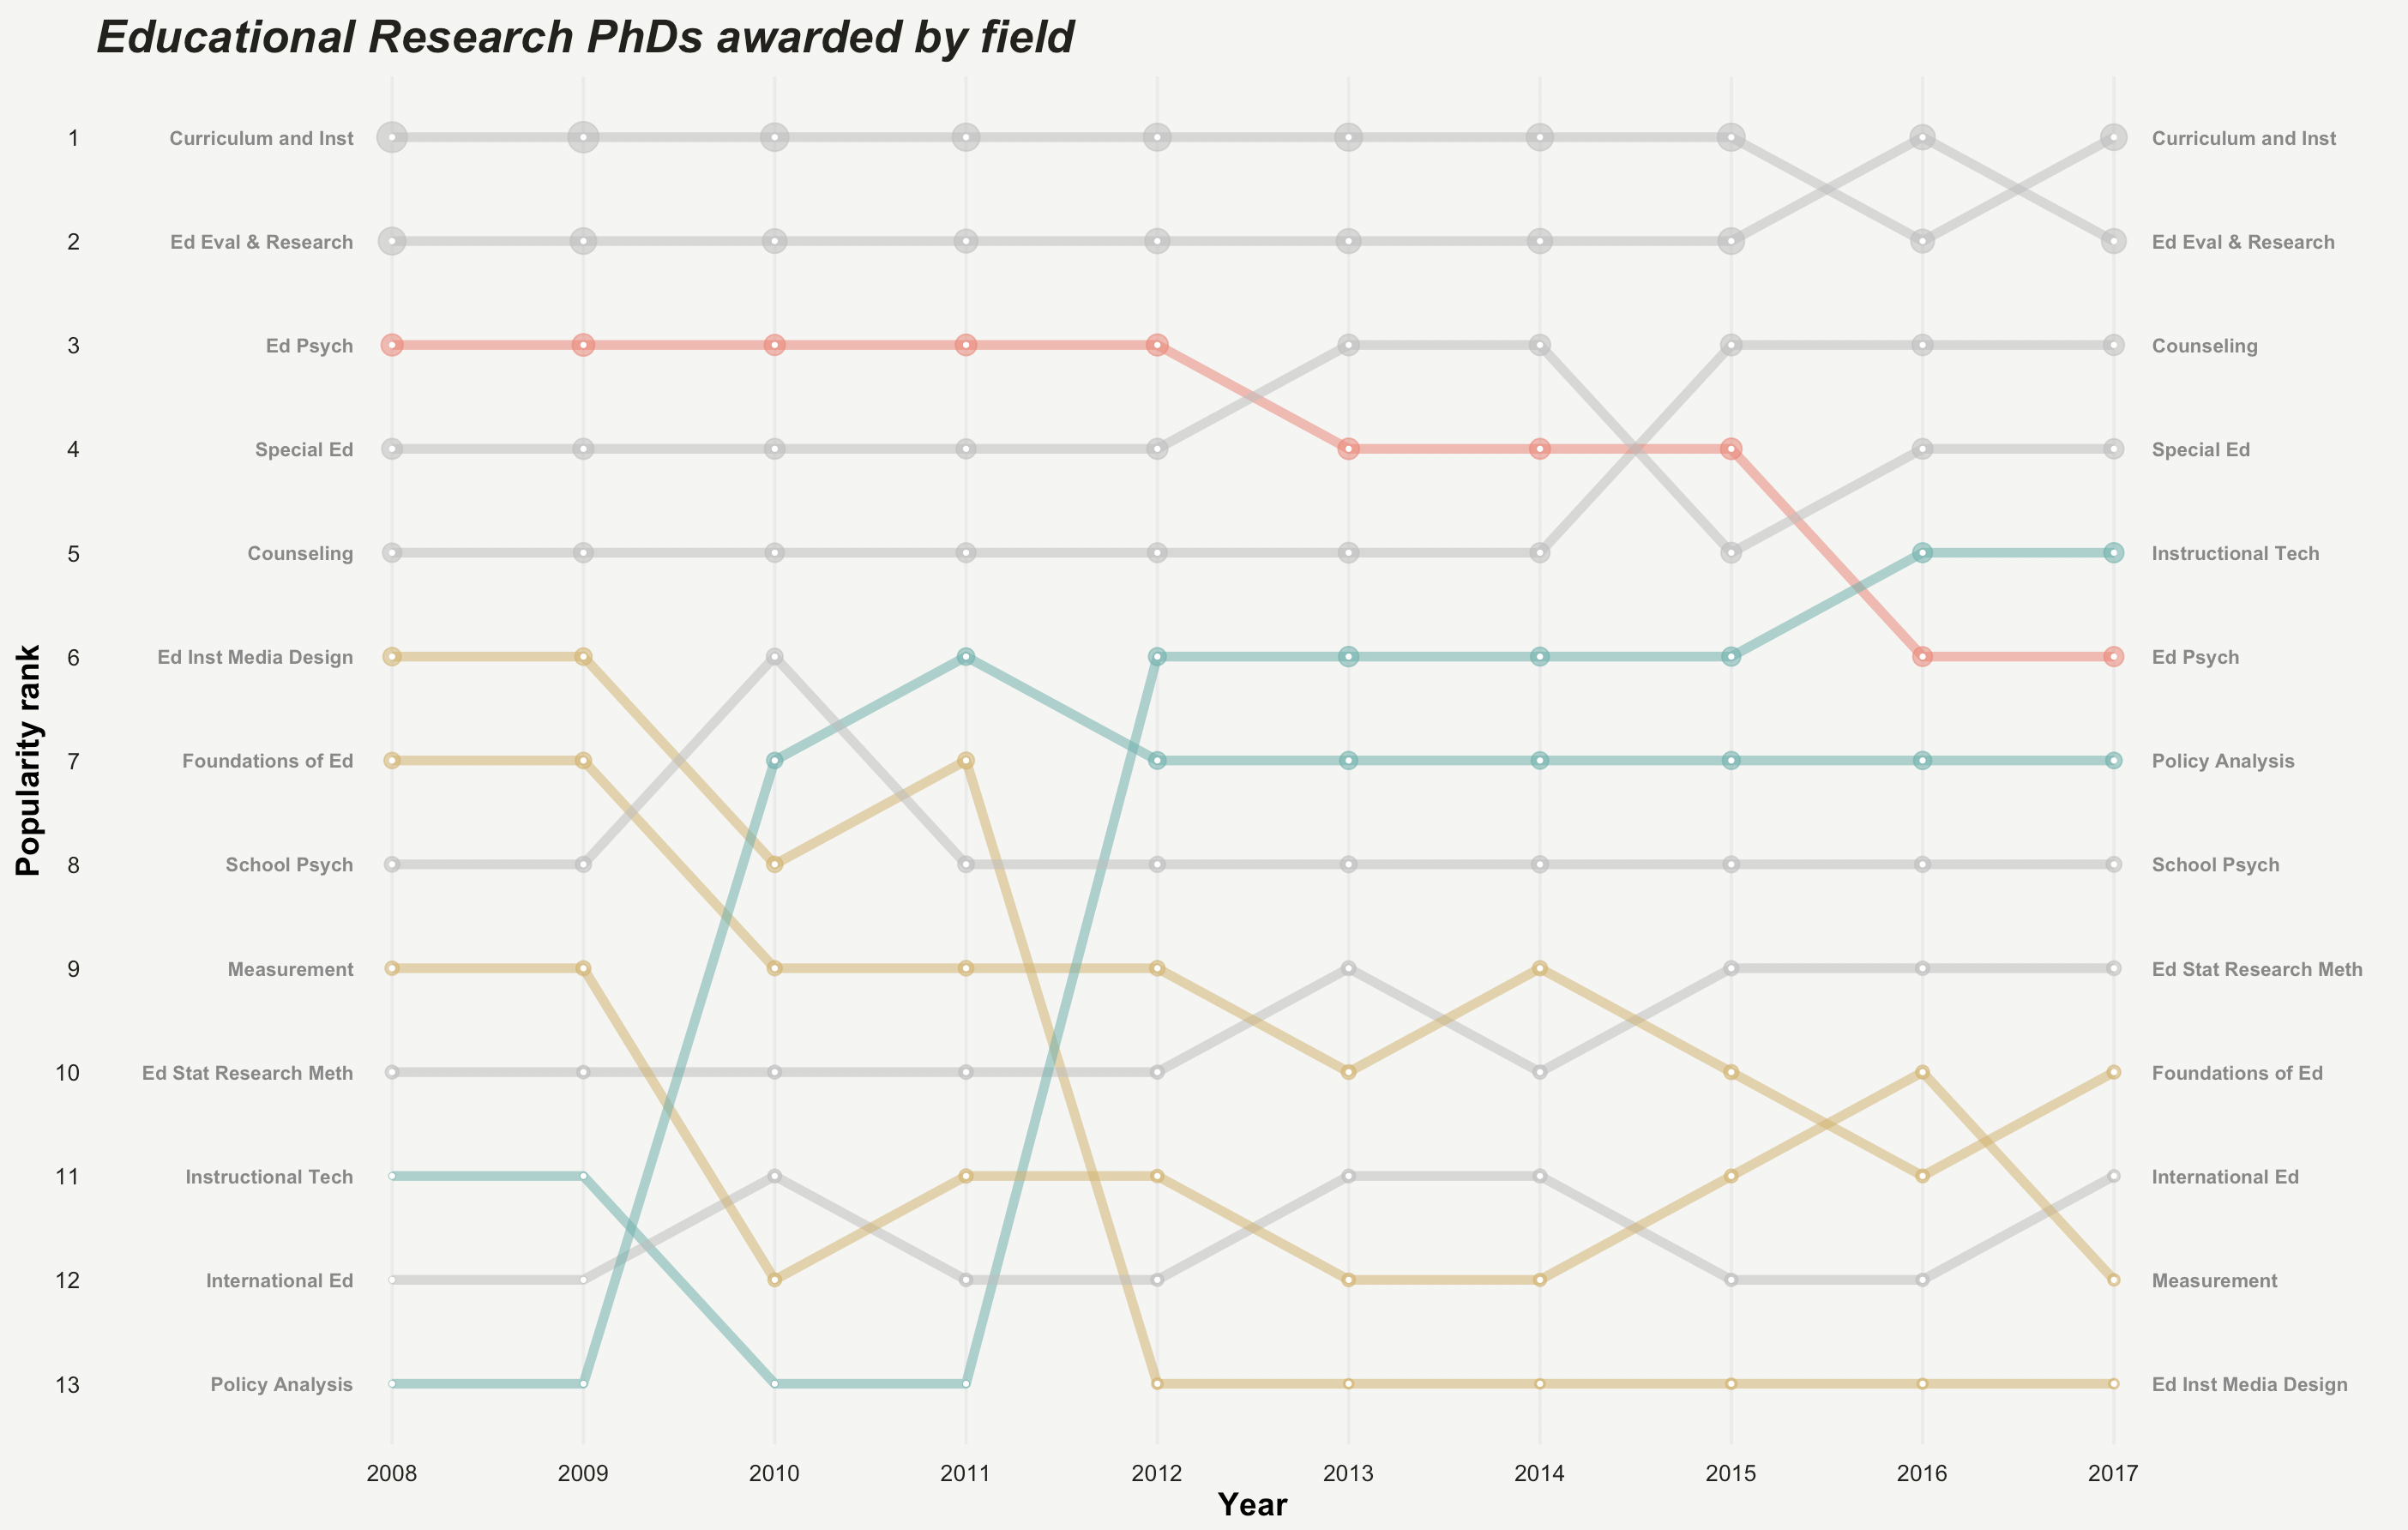 Educational Research PhDs awarded by field
1 Curriculum and Inst Curriculum and Inst
2 Ed Eval & Research Ed Eval & Research
3 Ed Psych Counseling
4 Special Ed Special Ed
5 Counseling Instructional Tech
6 Ed Inst Media Design Ed Psych
7 Foundations of Ed Policy Analysis
8 School Psych School Psych
9 Measurement Ed Stat Research Meth
10 Ed Stat Research Meth Foundations of Ed
11 Instructional Tech International Ed
12 International Ed Measurement
13 Policy Analysis Ed Inst Media Design
Popularity rank
2008 2009 2010 2011 2012 2013 2014 2015 2016 2017
Year